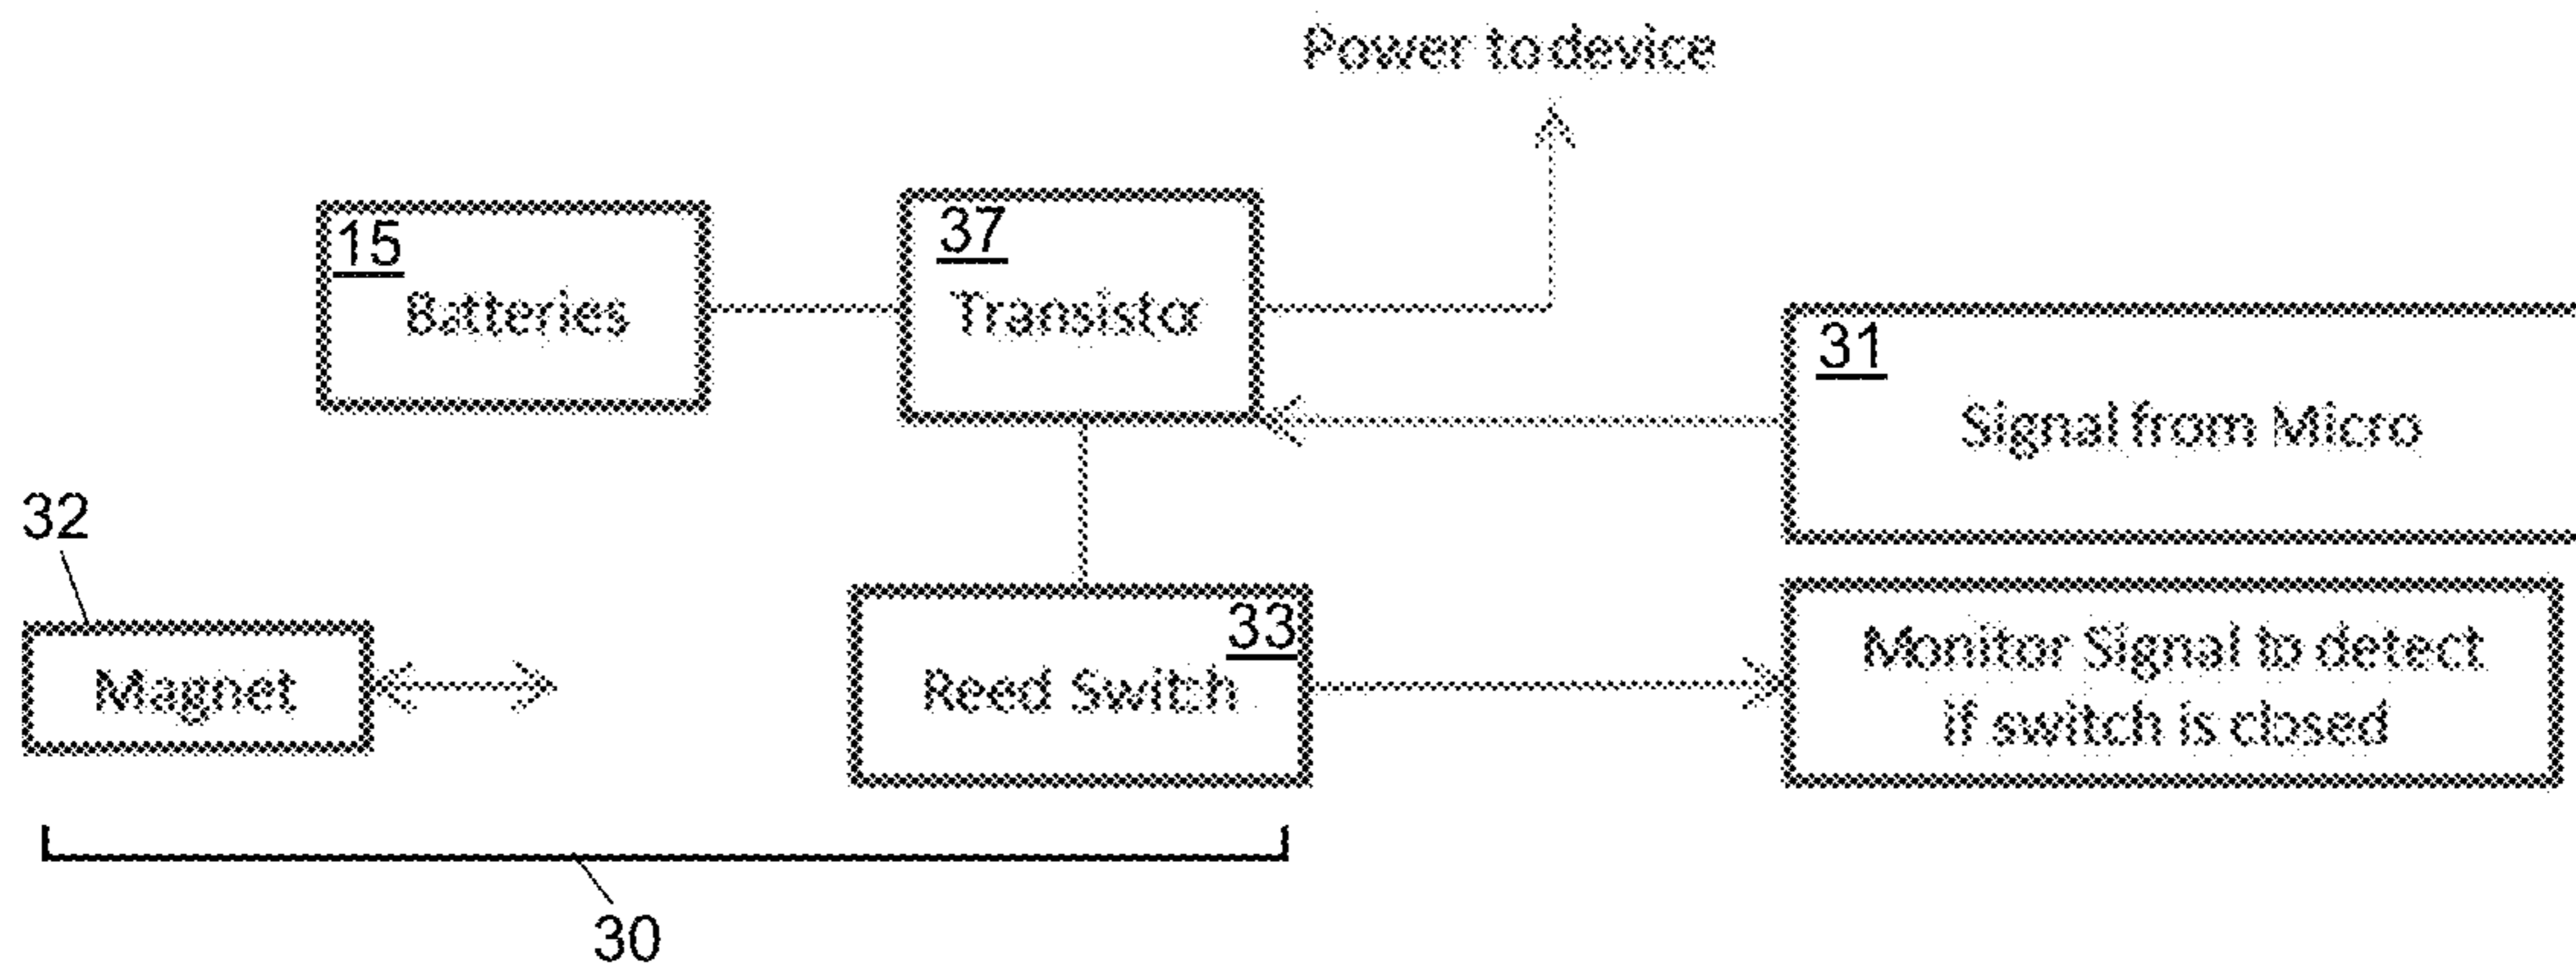 Power to device
15
Batteries
37
Transistor
31
Signal from Micro
32
Magnet
33
Reed Switch
Monitor Signal to detect
if switch is closed
30